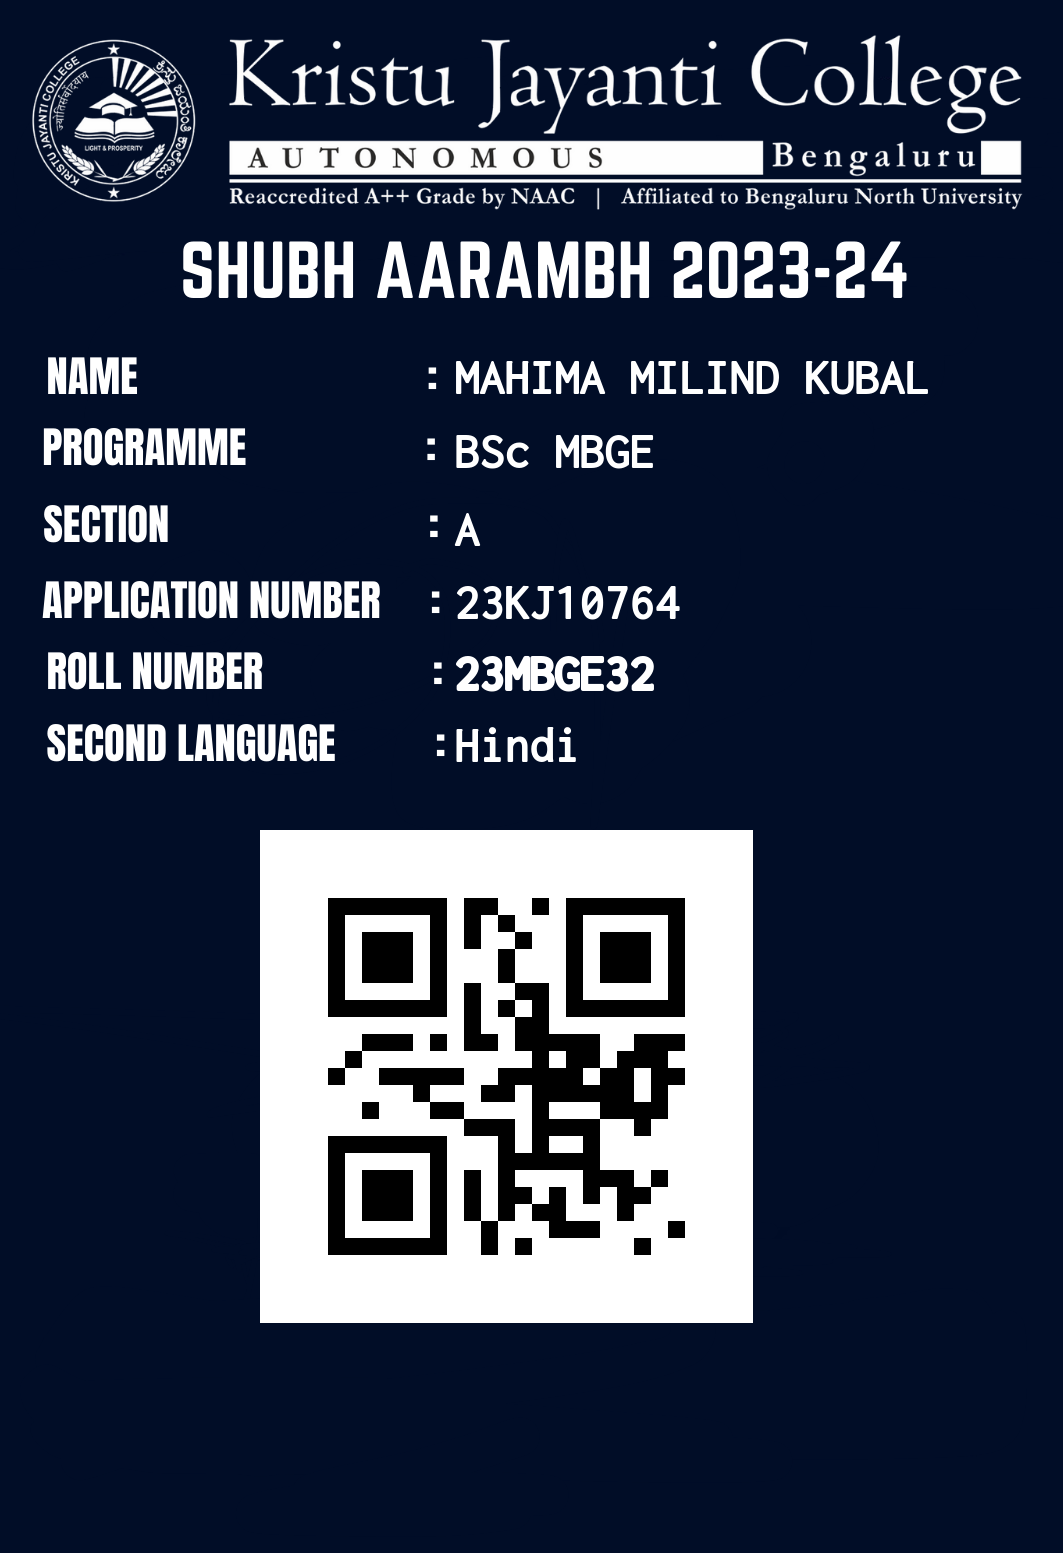 KRISTU JAYANTI COLLEGE
ಕ್ರಿಸ್ತು ಜಯಂತಿ ಕಾಲೇಜು
LIGHT & PROSPERITY
Kristu Jayanti College
AUTONOMOUS Bengaluru
Reaccredited A++ Grade by NAAC | Affiliated to Bengaluru North University
SHUBH AARAMBH 2023-24
NAME : MAHIMA MILIND KUBAL
PROGRAMME : BSc MBGE
SECTION : A
APPLICATION NUMBER : 23KJ10764
ROLL NUMBER : 23MBGE32
SECOND LANGUAGE : Hindi